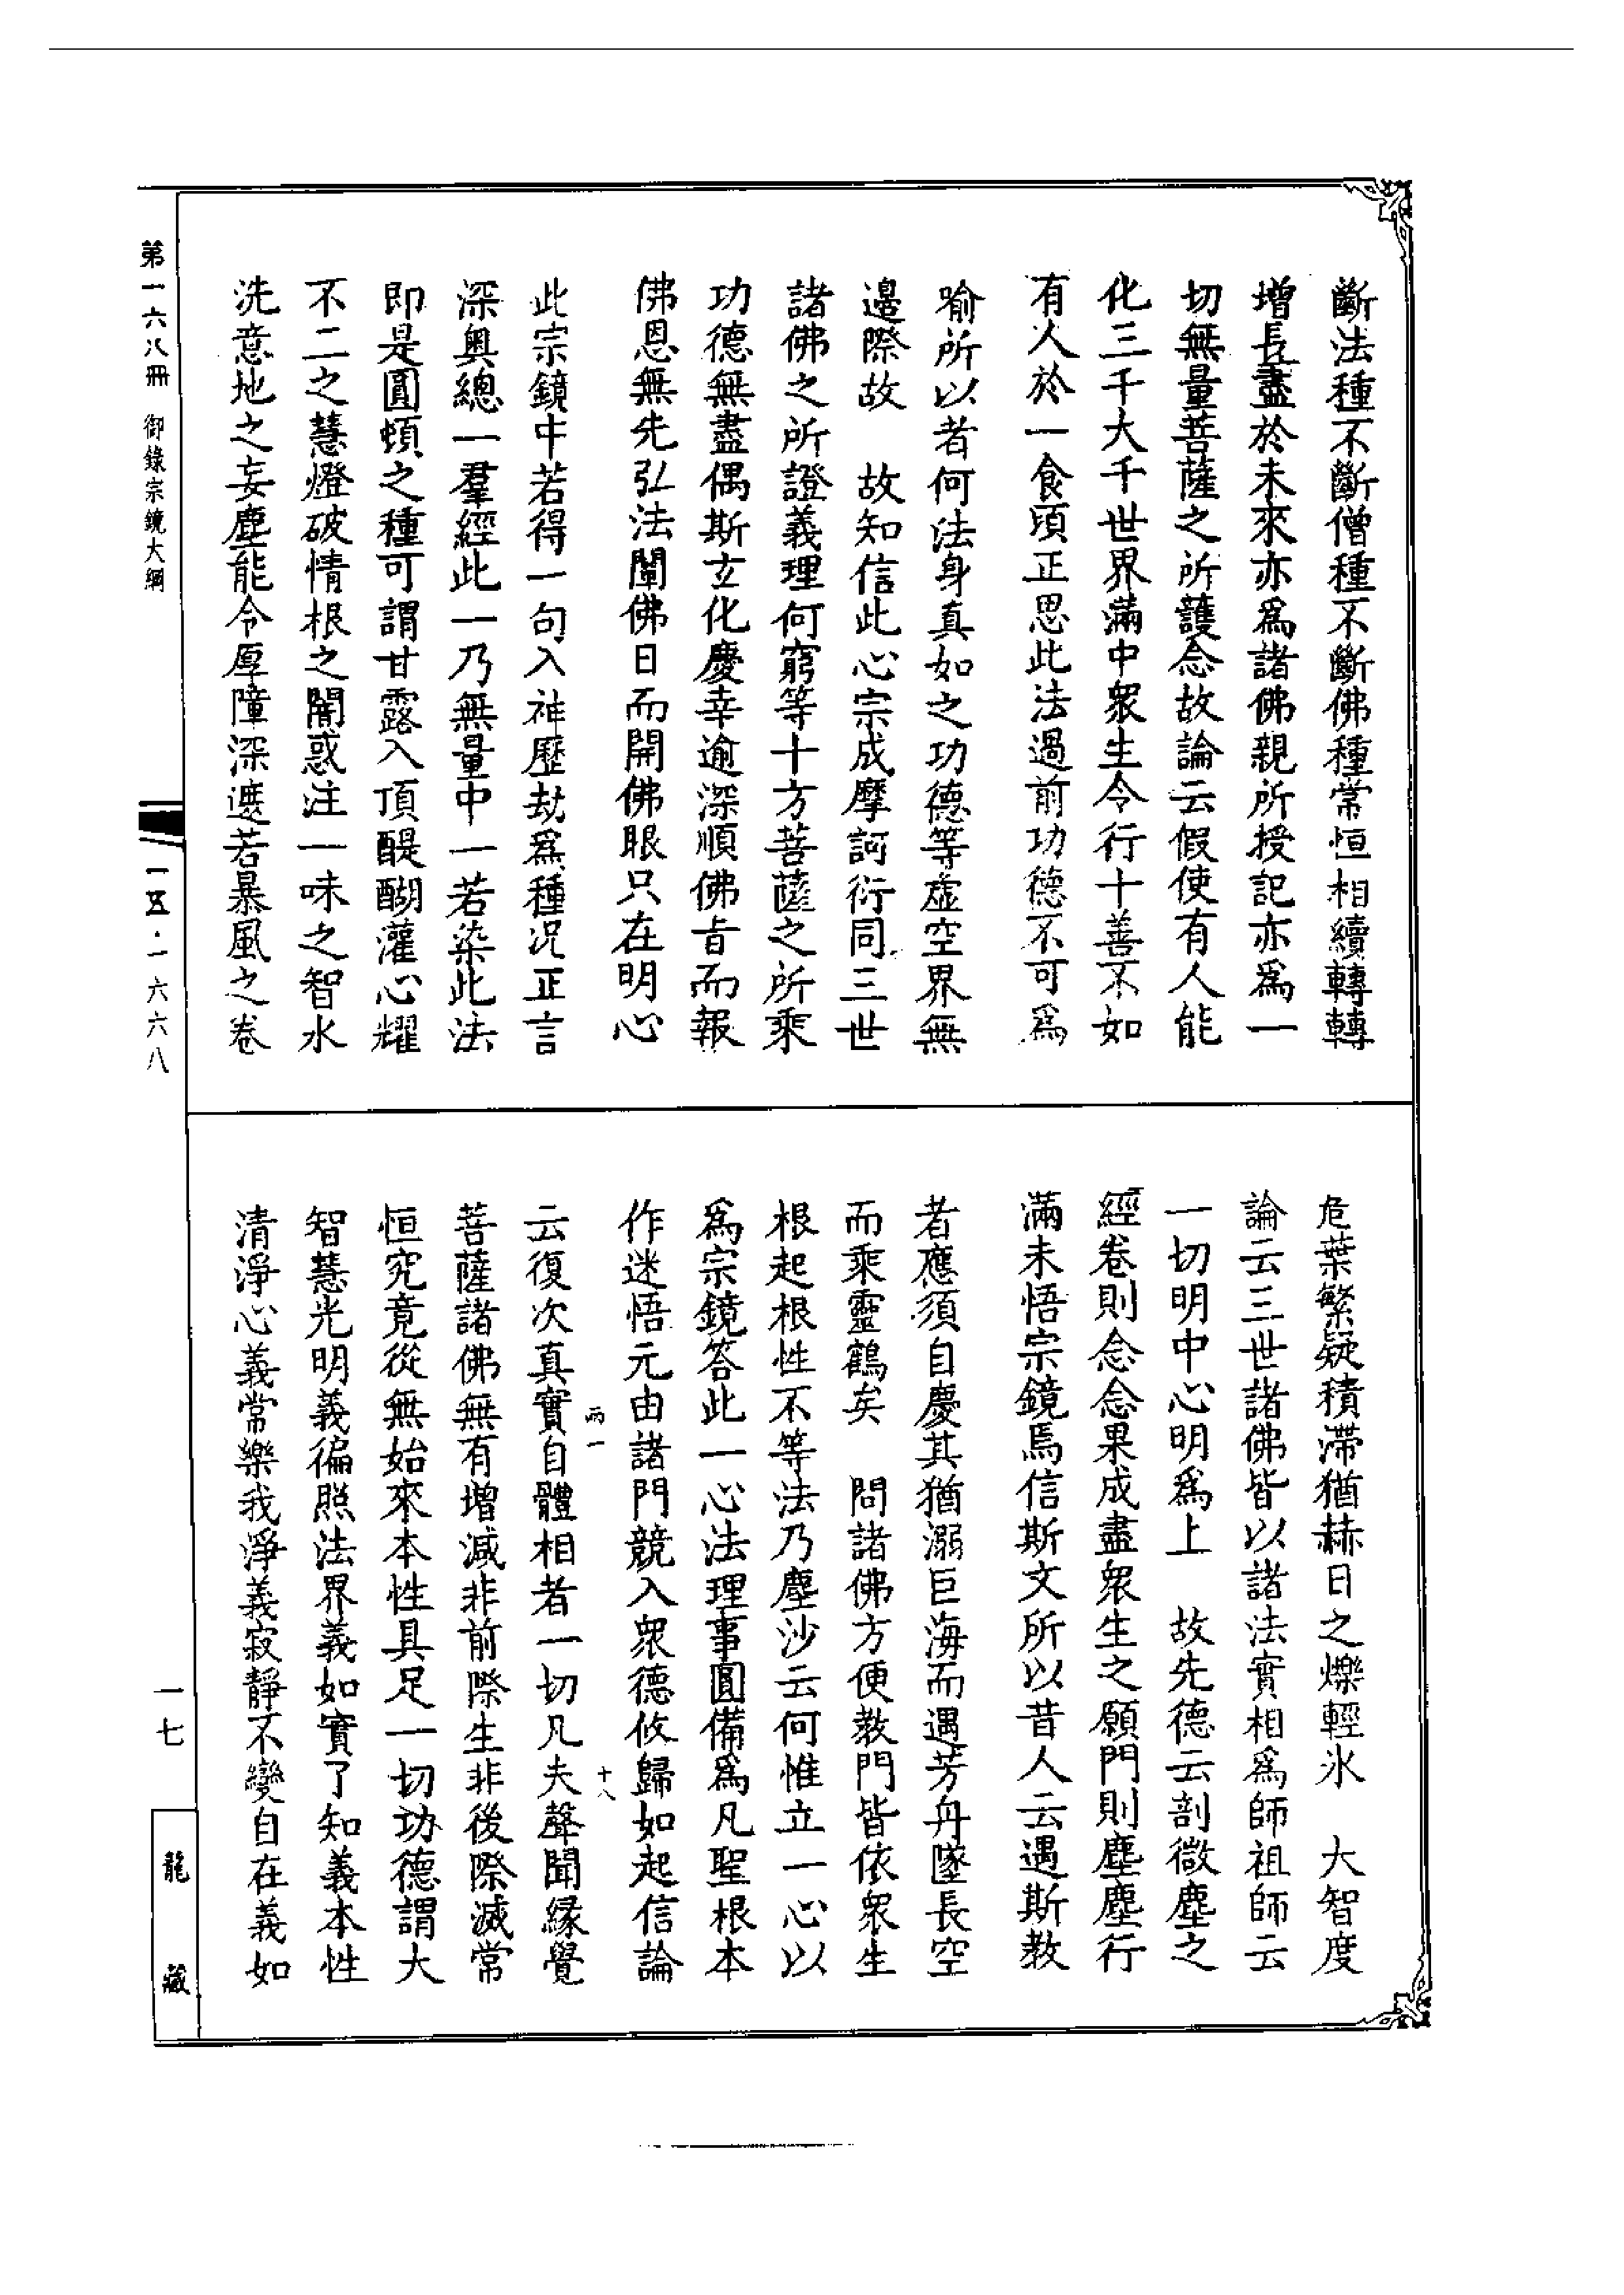 斷法種不斷僧種不斷佛種常恒相續轉轉
增長盡於未來亦為諸佛親所授記亦為一
切無量菩薩之所護念故論云假使有人能
化三千大千世界滿中眾生令行十善不如
有人於一食頃正思此法過前功德不可為
喻所以者何法身真如之功德等虛空界無
邊際故　故知信此心宗成摩訶衍同三世
諸佛之所證義理何窮等十方菩薩之所乘
功德無盡偶斯玄化慶幸逾深順佛旨而報
佛恩無先弘法闡佛日而開佛眼只在明心
此宗鏡中若得一句入神歷劫為種況正言
深奧總一羣經此一乃無量中一若染此法
即是圓頓之種可謂甘露入頂醍醐灌心耀
不二之慧燈破情根之闇惑注一味之智水
洗意地之妄塵能令厚障深遮若暴風之卷
危葉繁疑積滯猶赫日之爍輕氷　大智度
論云三世諸佛皆以諸法實相為師祖師云
一切明中心明為上　故先德云剖微塵之
經卷則念念果成盡眾生之願門則塵塵行
滿未悟宗鏡焉信斯文所以昔人云遇斯教
者應須自慶其猶溺巨海而遇芳舟墜長空
而乘靈鶴矣　問諸佛方便教門皆依眾生
根起根性不等法乃塵沙云何惟立一心以
為宗鏡答此一心法理事圓備為凡聖根本
作迷悟元由諸門競入眾德攸歸如起信論
兩一　十八
云復次真實自體相者一切凡夫聲聞緣覺
菩薩諸佛無有增減非前際生非後際滅常
恒究竟從無始來本性具足一切功德謂大
智慧光明義徧照法界義如實了知義本性
清淨心義常樂我淨義寂靜不變自在義如
第一六八冊　御錄宗鏡大綱
一五·一六六八
一七
龍藏